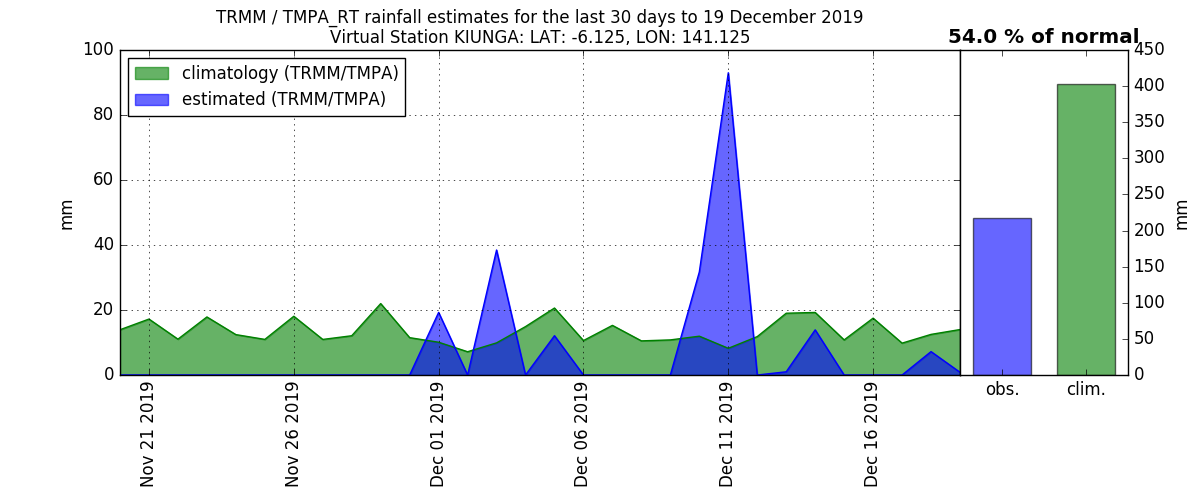 TRMM / TMPA_RT rainfall estimates for the last 30 days to 19 December 2019
Virtual Station KIUNGA: LAT: -6.125, LON: 141.125
54.0 % of normal
climatology (TRMM/TMPA)
estimated (TRMM/TMPA)
100
80
60
40
20
0
mm
Nov 21 2019
Nov 26 2019
Dec 01 2019
Dec 06 2019
Dec 11 2019
Dec 16 2019
450
400
350
300
250
200
150
100
50
0
mm
obs.
clim.